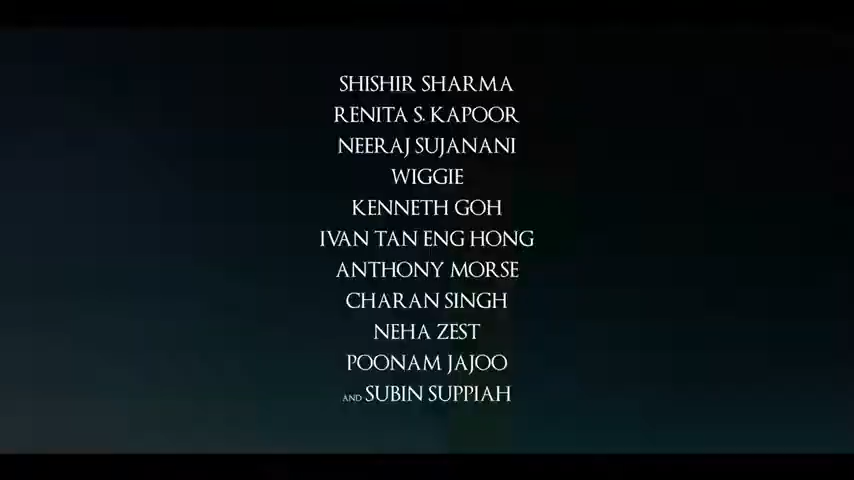 SHISHIR SHARMA
RENITA S. KAPOOR
NEERAJ SUJANANI
WIGGIE
KENNETH GOH
IVAN TAN ENG HONG
ANTHONY MORSE
CHARAN SINGH
NEHA ZEST
POONAM JAJOO
AND SUBIN SUPPIAH